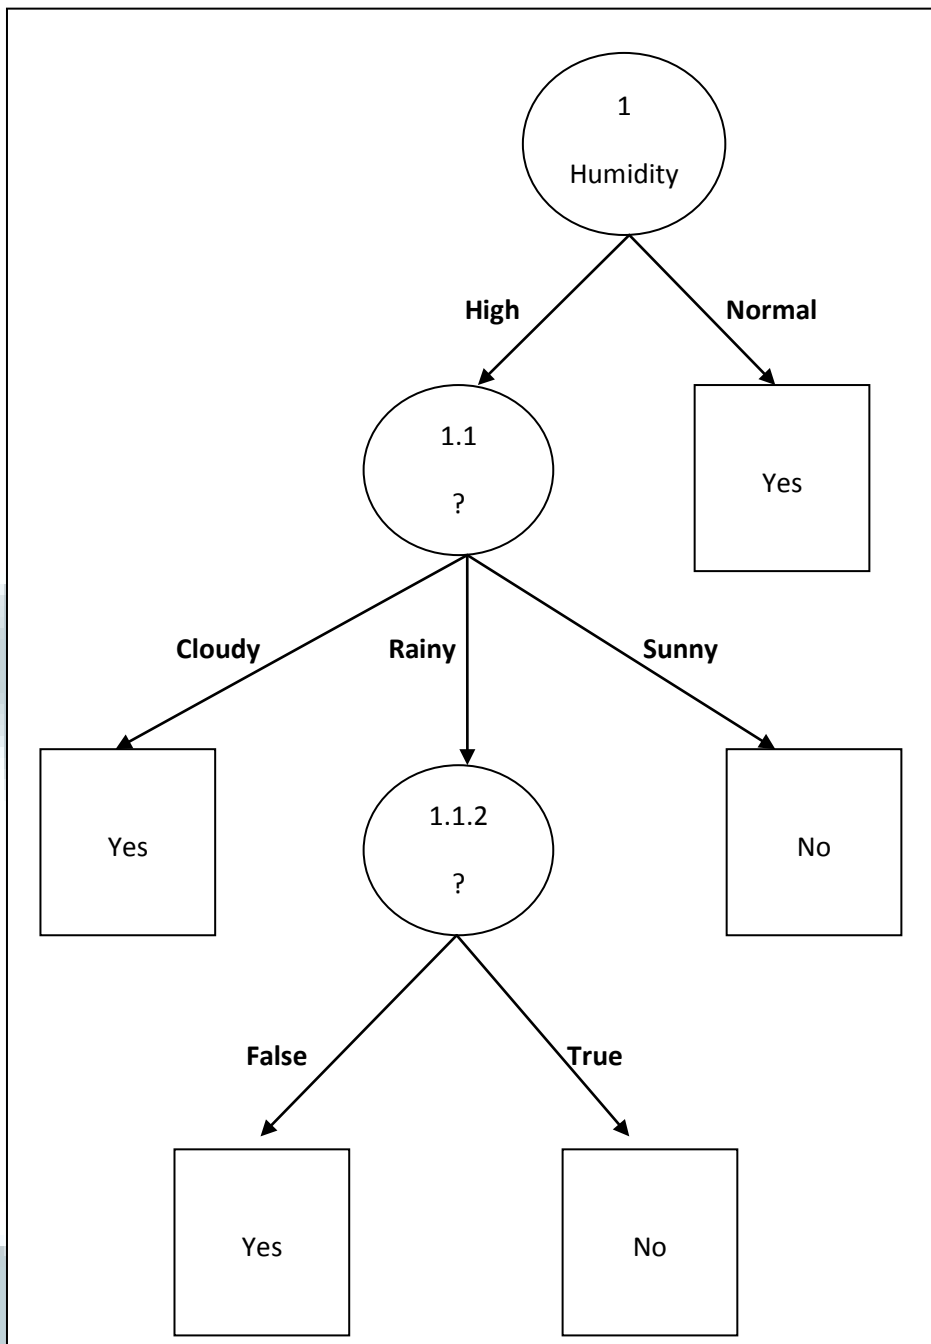 1
Humidity
High
Normal
1.1
?
Yes
Cloudy
Rainy
Sunny
Yes
1.1.2
?
No
False
True
Yes
No